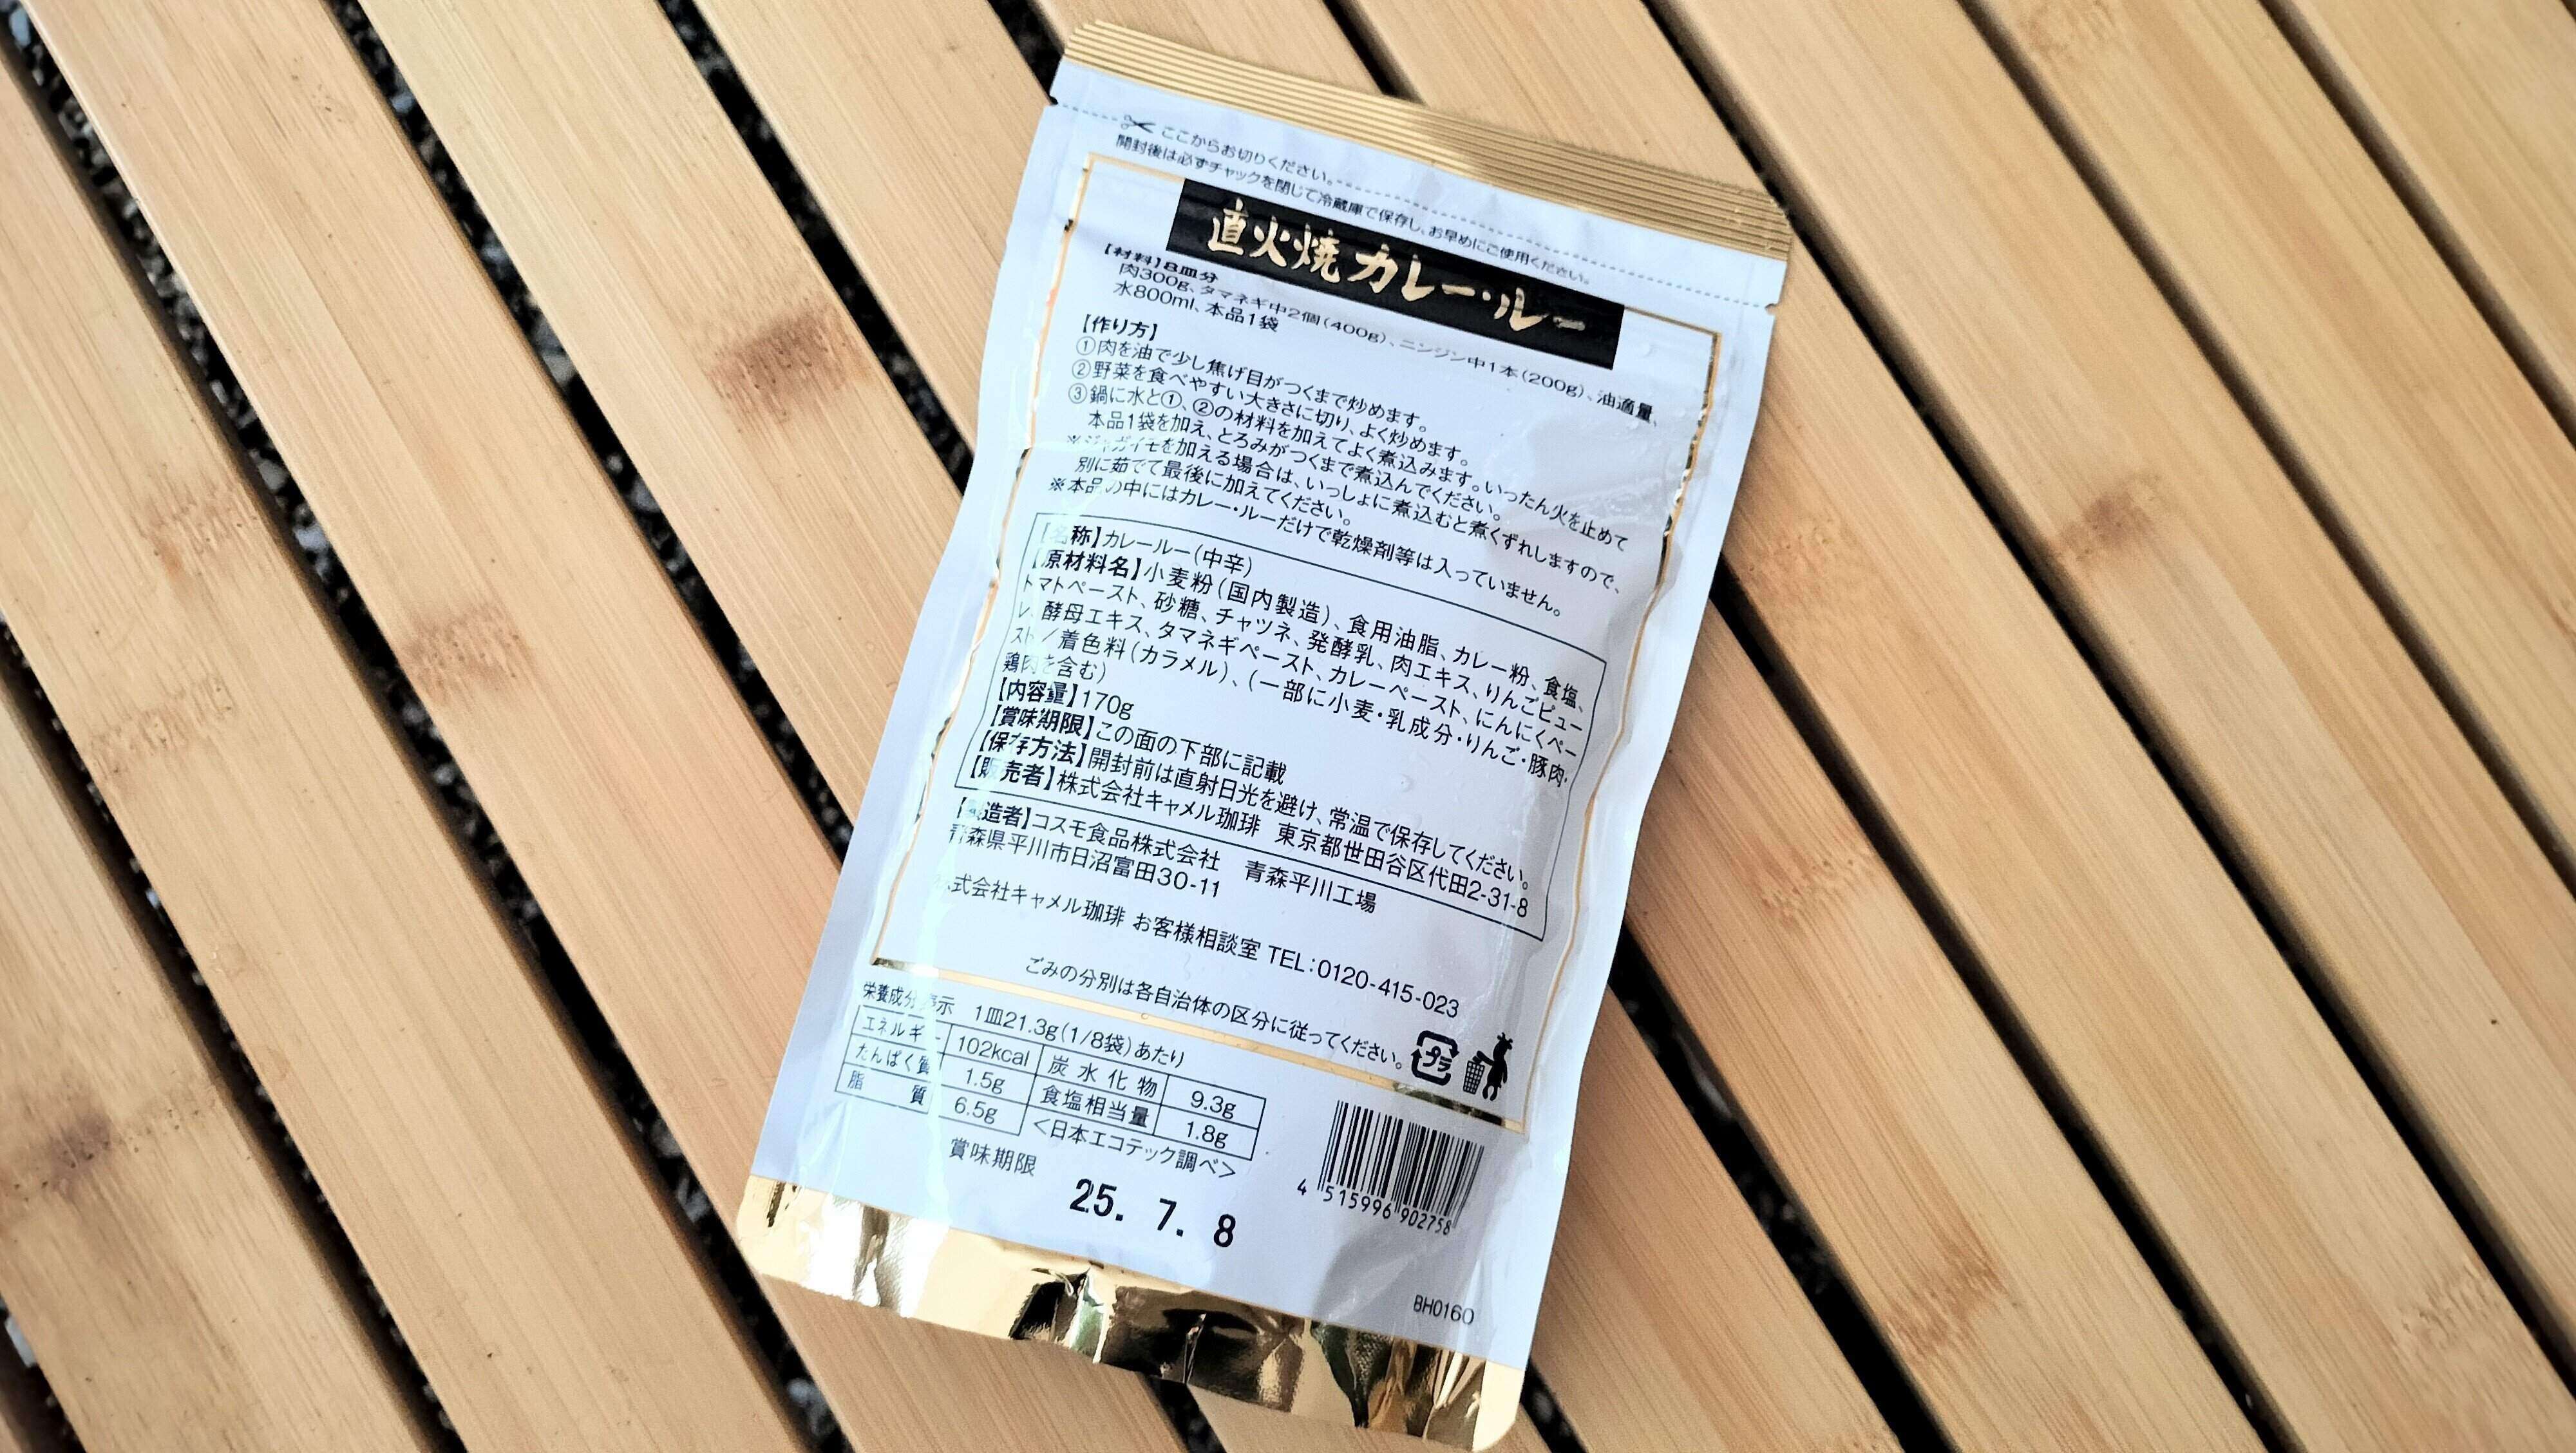 ここからお切りください。
開封後は必ずチャックを閉じて冷蔵庫で保存し、お早めにご使用ください。
直火焼カレー・ルー
【材料】8皿分
肉300g、タマネギ中2個(400g)、ニンジン中1本(200g)、油適量、
水800ml、本品1袋
【作り方】
①肉を油で少し焦げ目がつくまで炒めます。
②野菜を食べやすい大きさに切り、よく炒めます。
③鍋に水と①、②の材料を加えてよく煮込みます。いったん火を止めて
本品1袋を加え、とろみがつくまで煮込んでください。
※ジャガイモを加える場合は、いっしょに煮込むと煮くずれしますので、
別に茹でて最後に加えてください。
※本品の中にはカレー・ルーだけで乾燥剤等は入っていません。
【名称】カレールー(中辛)
【原材料名】小麦粉(国内製造)、食用油脂、カレー粉、食塩、
トマトペースト、砂糖、チャツネ、発酵乳、肉エキス、りんごピュー
レ、酵母エキス、タマネギペースト、カレーペースト、にんにくペー
スト/着色料(カラメル)、(一部に小麦・乳成分・りんご・豚肉・
鶏肉を含む)
【内容量】170g
【賞味期限】この面の下部に記載
【保存方法】開封前は直射日光を避け、常温で保存してください。
【販売者】株式会社キャメル珈琲 東京都世田谷区代田2-31-8
【製造者】コスモ食品株式会社 青森平川工場
青森県平川市日沼富田30-11
株式会社キャメル珈琲 お客様相談室 TEL:0120-415-023
ごみの分別は各自治体の区分に従ってください。
プラ
栄養成分表示 1皿21.3g(1/8袋)あたり
エネルギー 102kcal 炭水化物 9.3g
たんぱく質 1.5g 食塩相当量 1.8g
脂質 6.5g <日本エコテック調べ>
賞味期限
25. 7. 8
4 515996 902758
BH0160